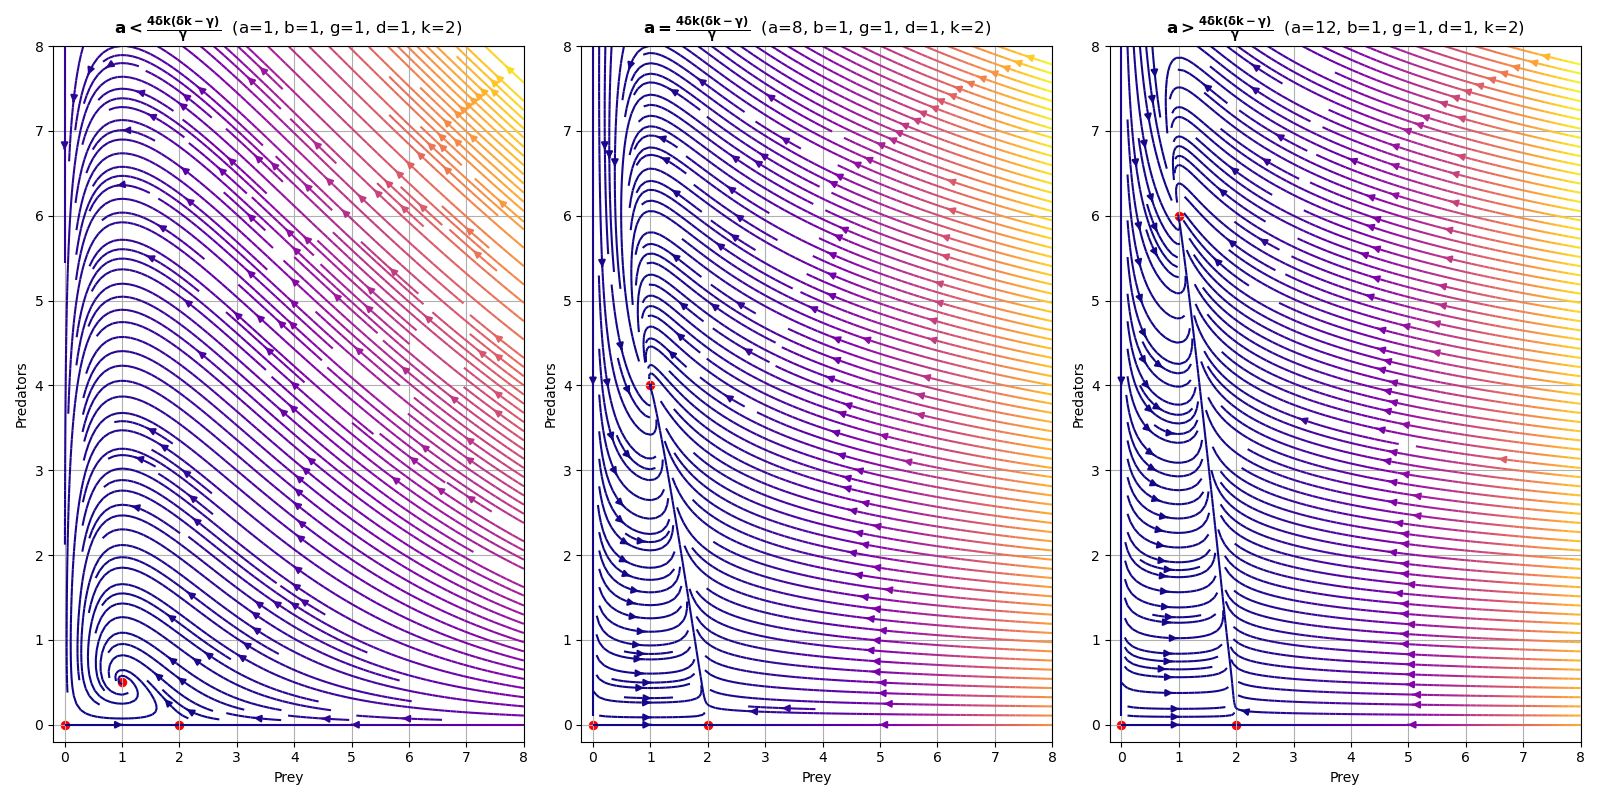 a < 4δk(δk − γ)/γ (a=1, b=1, g=1, d=1, k=2)
8
7
6
5
4
3
2
1
0
Predators
0 1 2 3 4 5 6 7 8
Prey
a = 4δk(δk − γ)/γ (a=8, b=1, g=1, d=1, k=2)
8
7
6
5
4
3
2
1
0
Predators
0 1 2 3 4 5 6 7 8
Prey
a > 4δk(δk − γ)/γ (a=12, b=1, g=1, d=1, k=2)
8
7
6
5
4
3
2
1
0
Predators
0 1 2 3 4 5 6 7 8
Prey